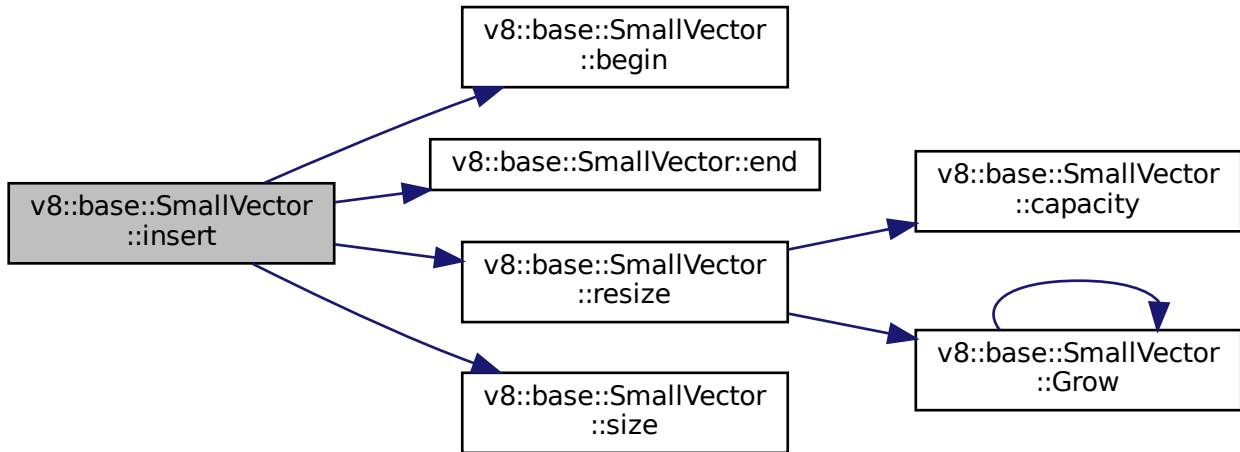 v8::base::SmallVector
::insert
v8::base::SmallVector
::begin
v8::base::SmallVector::end
v8::base::SmallVector
::resize
v8::base::SmallVector
::size
v8::base::SmallVector
::capacity
v8::base::SmallVector
::Grow